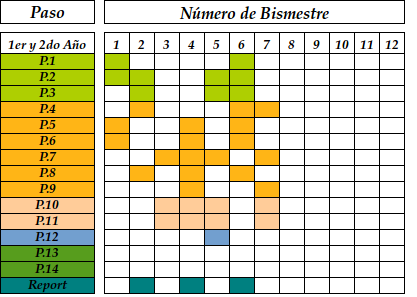 Paso Número de Bismestre
1er y 2do Año 1 2 3 4 5 6 7 8 9 10 11 12
P.1
P.2
P.3
P.4
P.5
P.6
P.7
P.8
P.9
P.10
P.11
P.12
P.13
P.14
Report